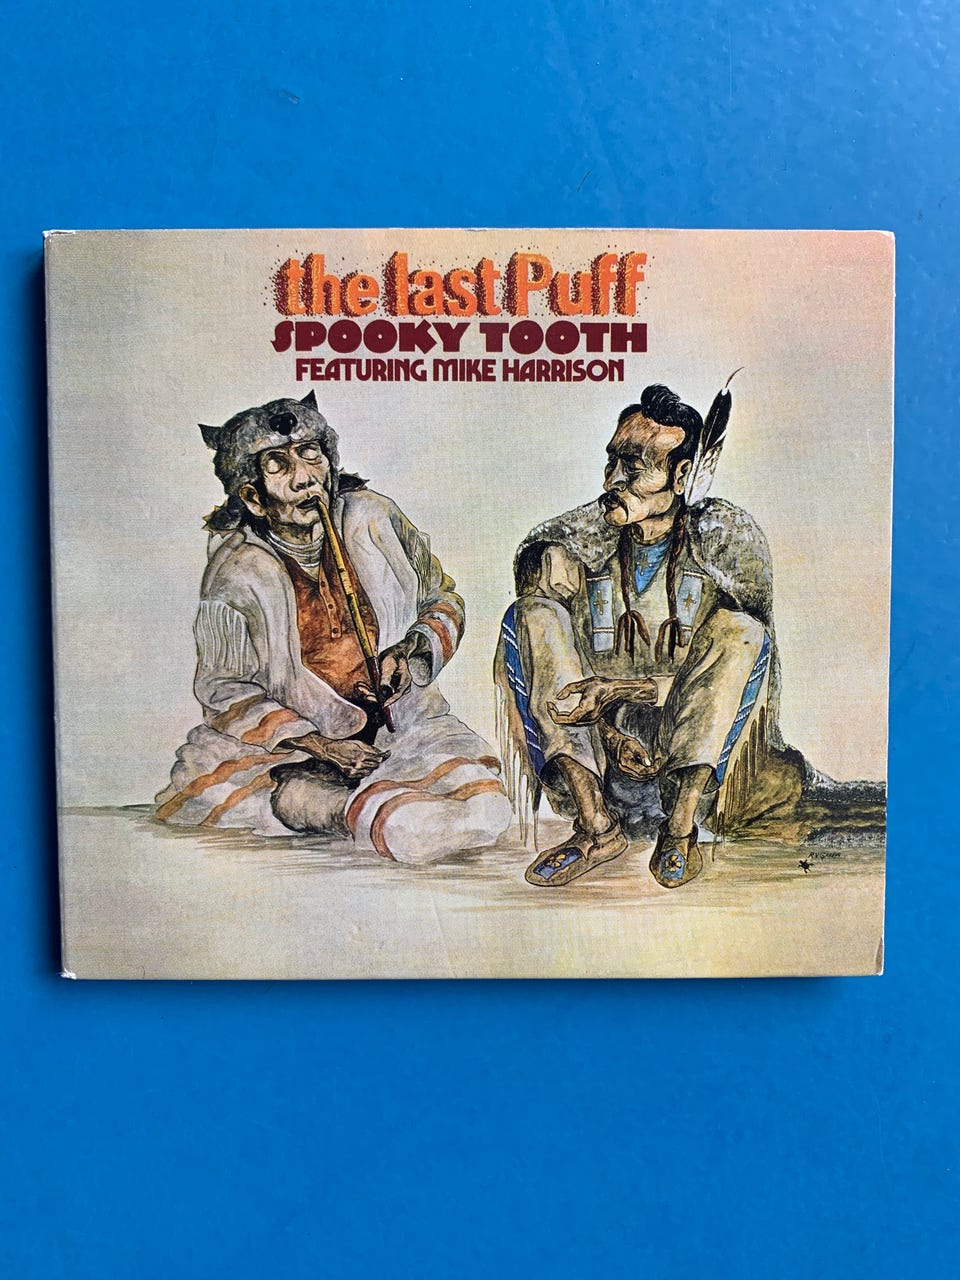 the last Puff
SPOOKY TOOTH
FEATURING MIKE HARRISON